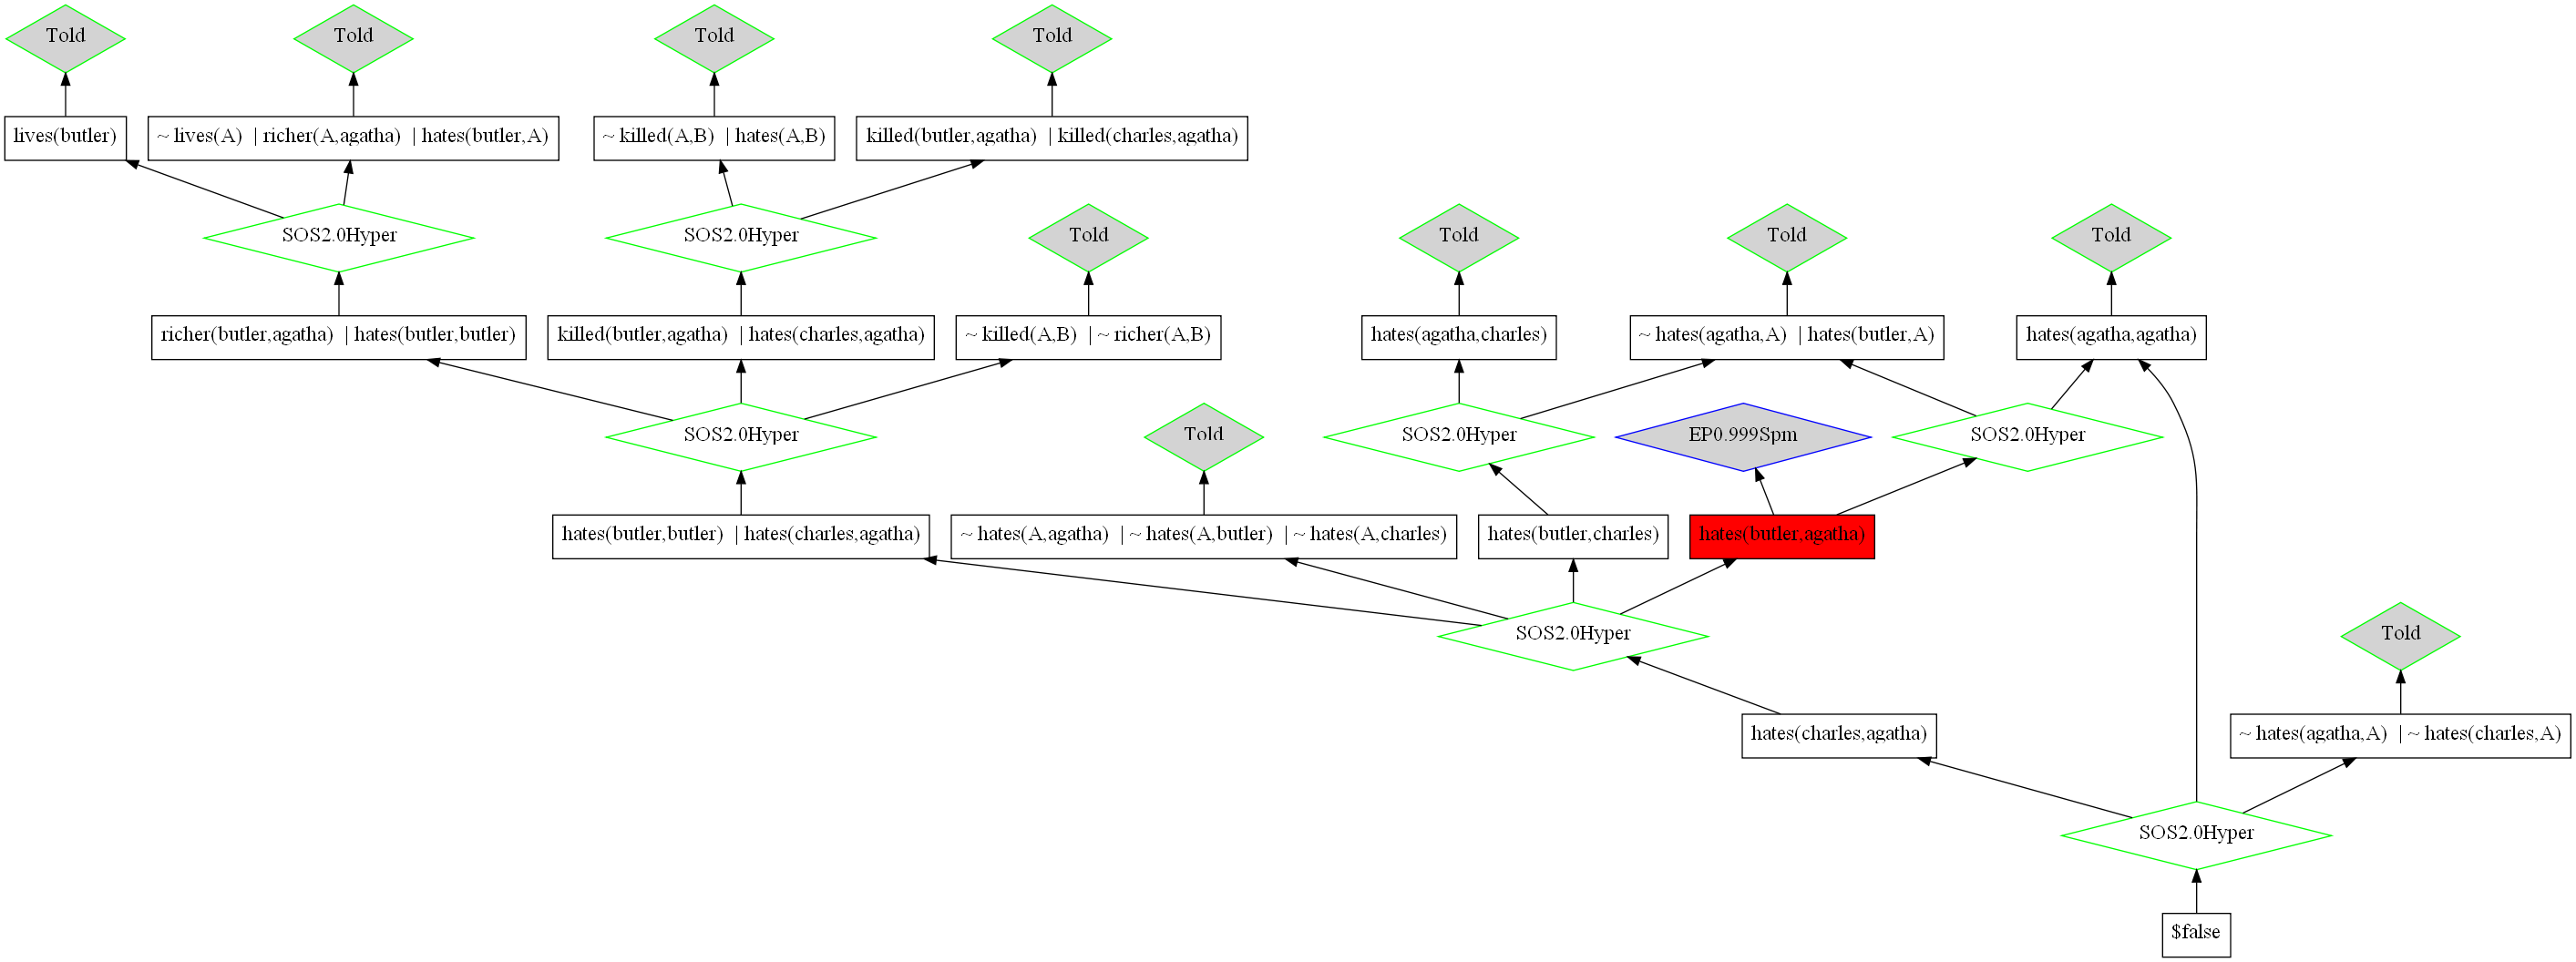 Told
Told
Told
Told
lives(butler)
~ lives(A) | richer(A,agatha) | hates(butler,A)
~ killed(A,B) | hates(A,B)
killed(butler,agatha) | killed(charles,agatha)
SOS2.0Hyper
SOS2.0Hyper
Told
Told
Told
Told
richer(butler,agatha) | hates(butler,butler)
killed(butler,agatha) | hates(charles,agatha)
~ killed(A,B) | ~ richer(A,B)
hates(agatha,charles)
~ hates(agatha,A) | hates(butler,A)
hates(agatha,agatha)
SOS2.0Hyper
Told
SOS2.0Hyper
EP0.999Spm
SOS2.0Hyper
hates(butler,butler) | hates(charles,agatha)
~ hates(A,agatha) | ~ hates(A,butler) | ~ hates(A,charles)
hates(butler,charles)
hates(butler,agatha)
SOS2.0Hyper
Told
hates(charles,agatha)
~ hates(agatha,A) | ~ hates(charles,A)
SOS2.0Hyper
$false